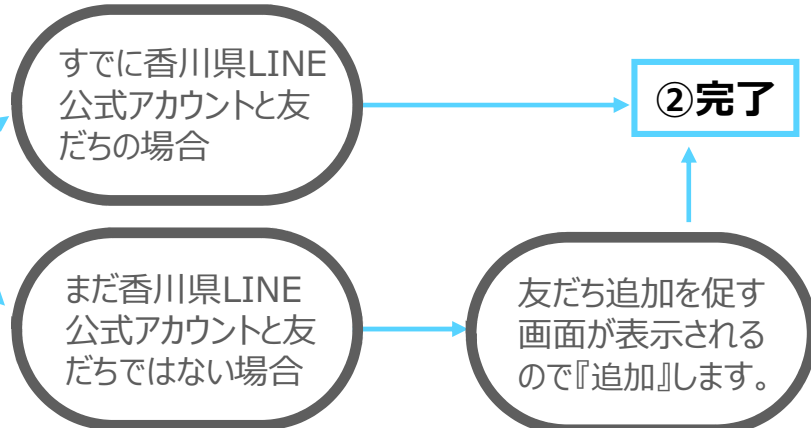 すでに香川県LINE
公式アカウントと友
だちの場合
②完了
まだ香川県LINE
公式アカウントと友
だちではない場合
友だち追加を促す
画面が表示される
ので『追加』します。